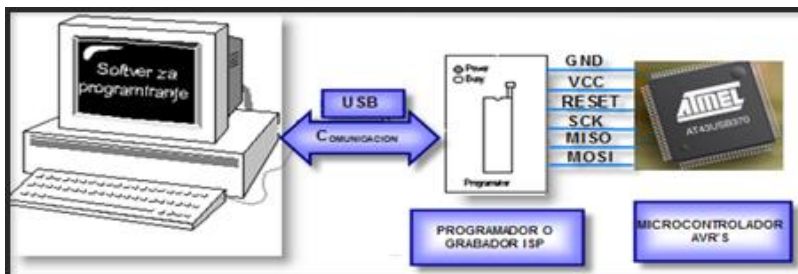 Softver za
programiranje
USB
COMUNICACION
Power
Busy
Programator
GND
VCC
RESET
SCK
MISO
MOSI
ATMEL
AT43USB370
PROGRAMADOR O
GRABADOR ISP
MICROCONTROLADOR
AVR'S